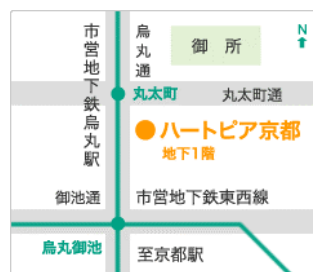 市営地下鉄烏丸駅
烏丸通
御 所
N
丸太町
丸太町通
ハートピア京都
地下1階
御池通
市営地下鉄東西線
烏丸御池
至京都駅